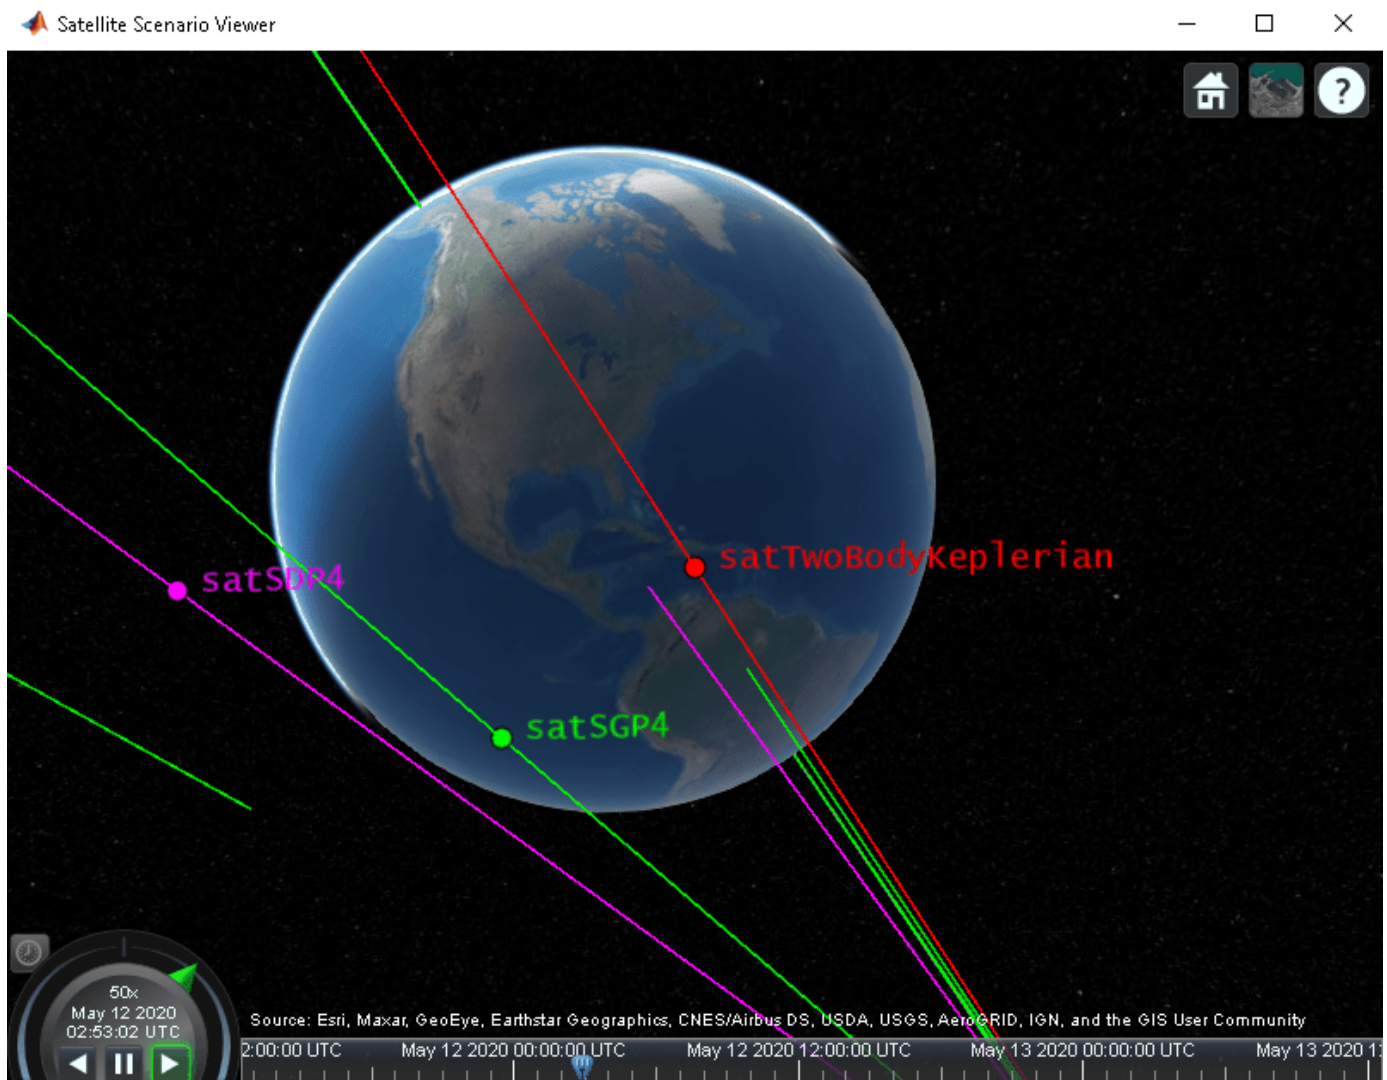 Satellite Scenario Viewer
?
satTwoBodyKeplerian
satSDP4
satSGP4
50x
May 12 2020
02:53:02 UTC
Source: Esri, Maxar, GeoEye, Earthstar Geographics, CNES/Airbus DS, USDA, USGS, AeroGRID, IGN, and the GIS User Community
2:00:00 UTC May 12 2020 00:00:00 UTC May 12 2020 12:00:00 UTC May 13 2020 00:00:00 UTC May 13 2020 1